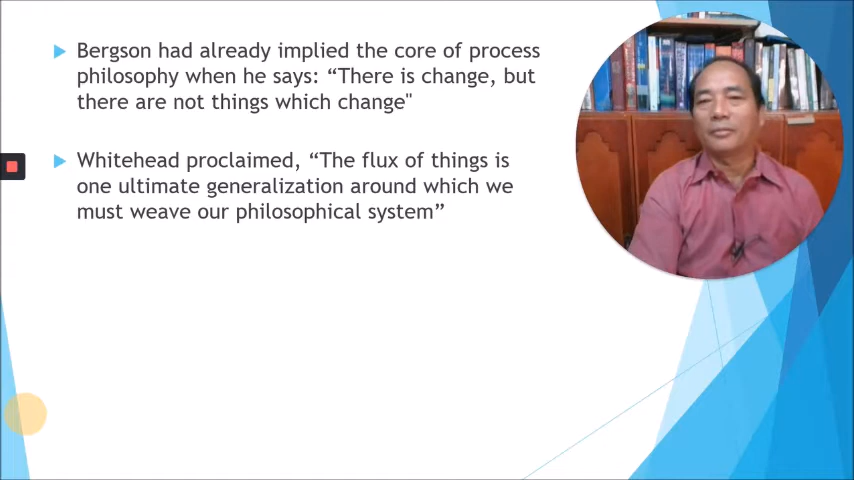 Bergson had already implied the core of process
philosophy when he says: “There is change, but
there are not things which change"
Whitehead proclaimed, “The flux of things is
one ultimate generalization around which we
must weave our philosophical system”